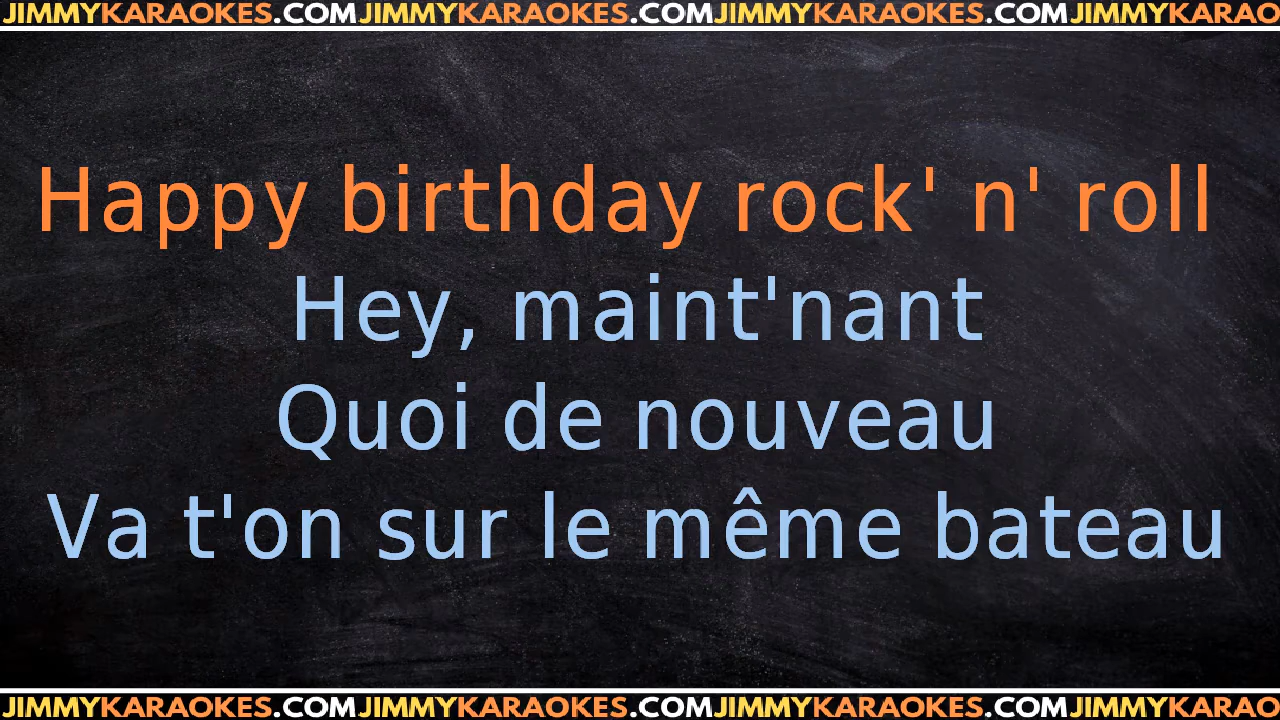 JIMMYKARAOKES.COMJIMMYKARAOKES.COMJIMMYKARAOKES.COMJIMMYKARAO
Happy birthday rock' n' roll
Hey, maint'nant
Quoi de nouveau
Va t'on sur le même bateau
JIMMYKARAOKES.COMJIMMYKARAOKES.COMJIMMYKARAOKES.COMJIMMYKARAO